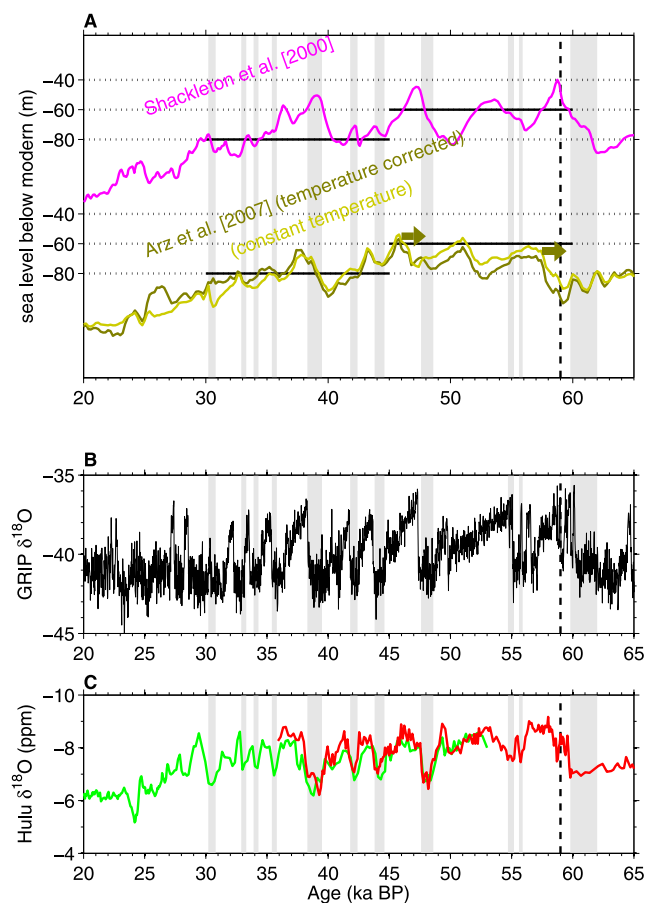 A
Shackleton et al. [2000]
−40
−60
−80
Arz et al. [2007] (temperature corrected)
(constant temperature)
−40
−60
−80
sea level below modern (m)
20 30 40 50 60
B
−35
−40
−45
GRIP δ18O
20 25 30 35 40 45 50 55 60 65
C
−10
−8
−6
−4
Hulu δ18O (ppm)
20 25 30 35 40 45 50 55 60 65
Age (ka BP)